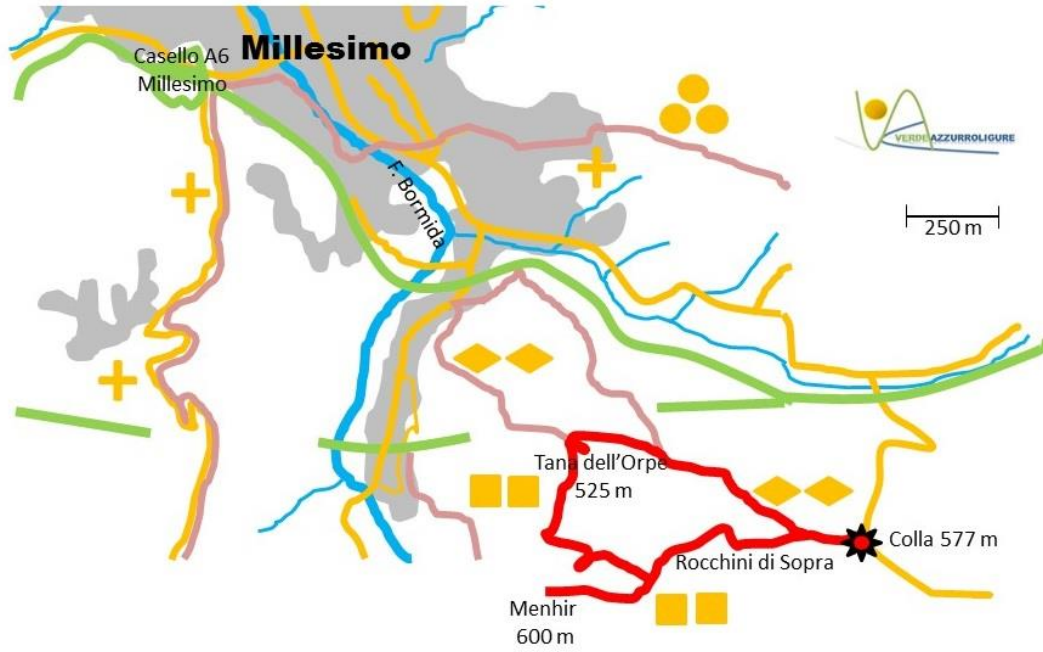 Millesimo
Casello A6
Millesimo
VERDEAZZURROLIGURE
F. Bormida
250 m
Tana dell’Orpe
525 m
Colla 577 m
Rocchini di Sopra
Menhir
600 m